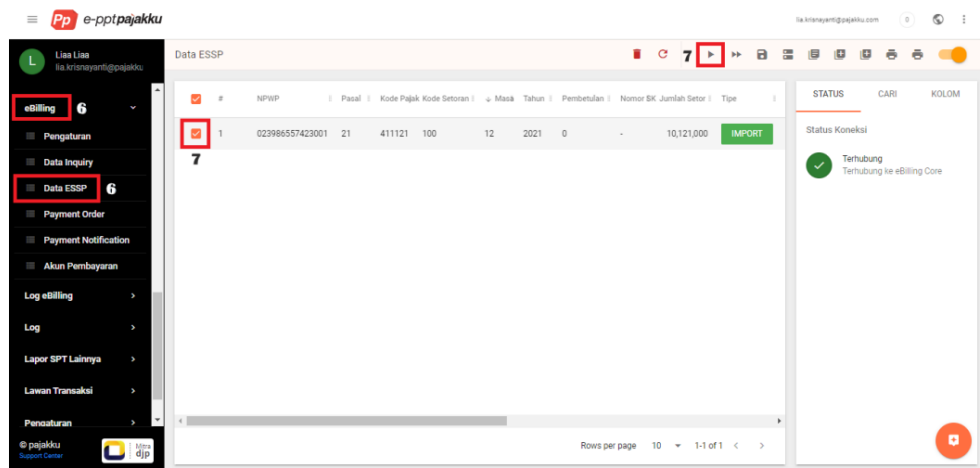 Pp e-pptpajakku
lia.krisnayanti@pajakku.com
0
L
Liaa Liaa
lia.krisnayanti@pajakku
Data ESSP
7
eBilling 6
Pengaturan
Data Inquiry
Data ESSP 6
Payment Order
Payment Notification
Akun Pembayaran
Log eBilling
Log
Lapor SPT Lainnya
Lawan Transaksi
Pengaturan
© pajakku
Support Center
Mitra
djp
# NPWP Pasal Kode Pajak Kode Setoran Masa Tahun Pembetulan Nomor SK Jumlah Setor Tipe
1 023986557423001 21 411121 100 12 2021 0 - 10,121,000 IMPORT
7
Rows per page 10 1-1 of 1
STATUS CARI KOLOM
Status Koneksi
Terhubung
Terhubung ke eBilling Core